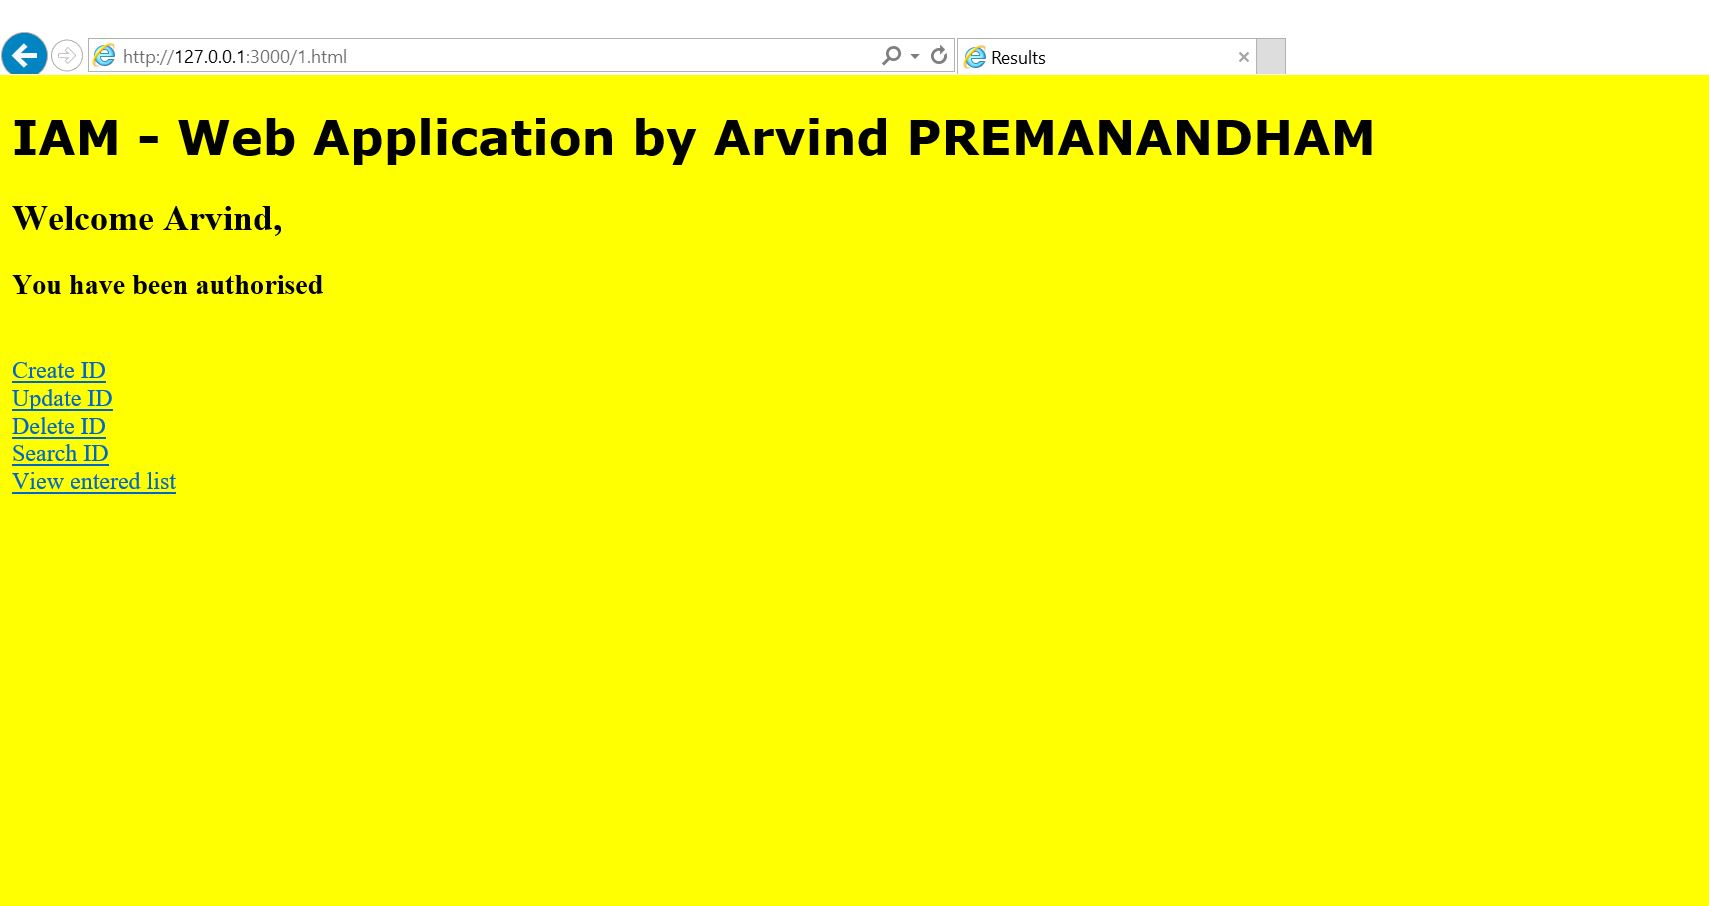 http://127.0.0.1:3000/1.html
Results
IAM - Web Application by Arvind PREMANANDHAM
Welcome Arvind,
You have been authorised
Create ID
Update ID
Delete ID
Search ID
View entered list